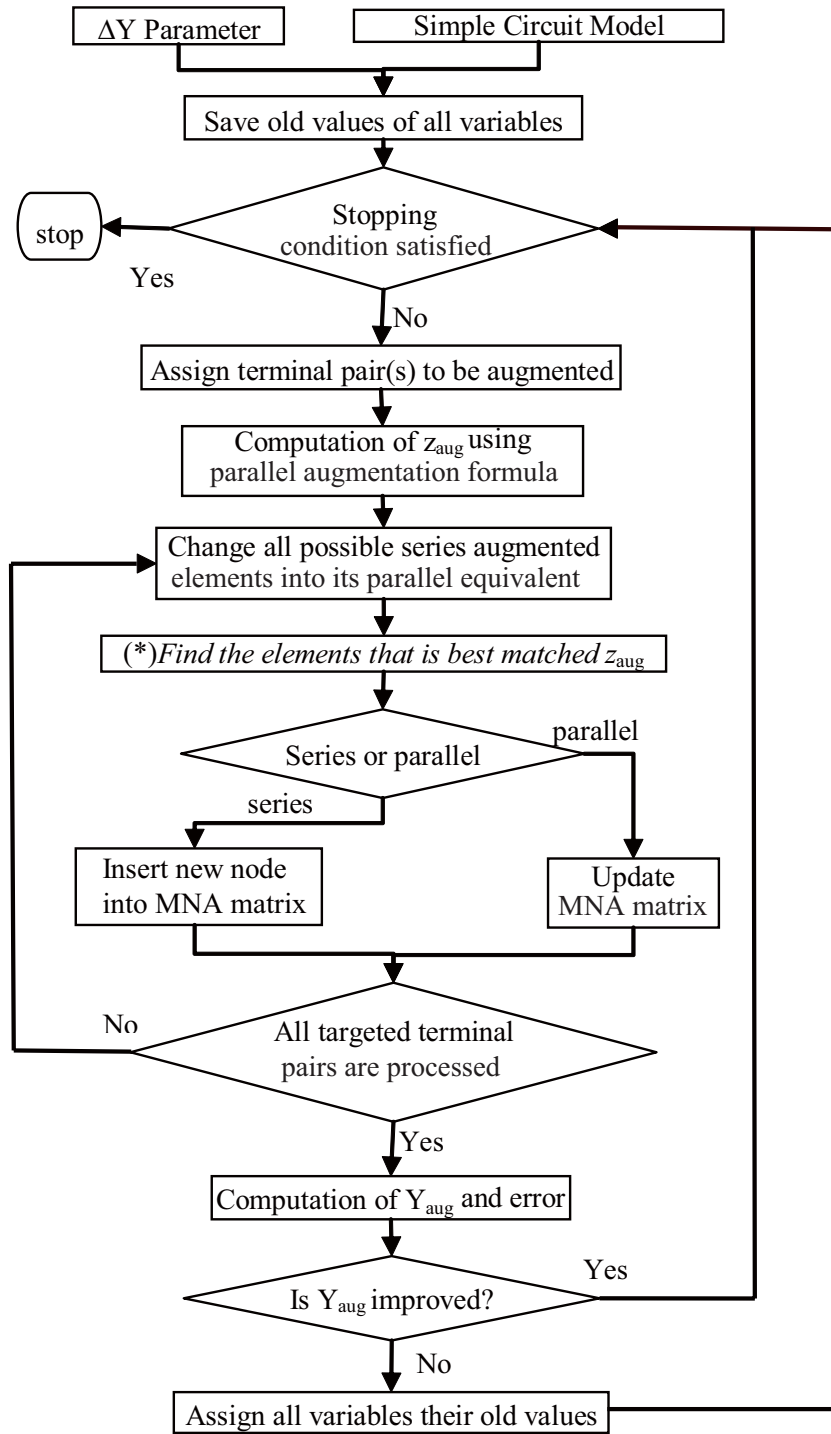 ΔY Parameter
Simple Circuit Model
Save old values of all variables
Stopping
condition satisfied
stop
Yes
No
Assign terminal pair(s) to be augmented
Computation of zaug using
parallel augmentation formula
Change all possible series augmented
elements into its parallel equivalent
(*)Find the elements that is best matched zaug
Series or parallel
parallel
series
Insert new node
into MNA matrix
Update
MNA matrix
No
All targeted terminal
pairs are processed
Yes
Computation of Yaug and error
Yes
Is Yaug improved?
No
Assign all variables their old values